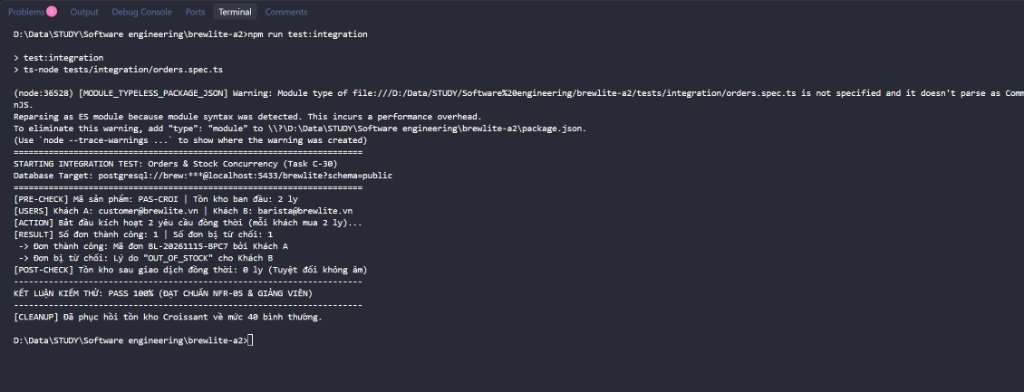 Problems 1 Output Debug Console Ports Terminal Comments
D:\Data\STUDY\Software engineering\brewlite-a2>npm run test:integration
> test:integration
> ts-node tests/integration/orders.spec.ts
(node:36528) [MODULE_TYPELESS_PACKAGE_JSON] Warning: Module type of file:///D:/Data/STUDY/Software%20engineering/brewlite-a2/tests/integration/orders.spec.ts is not specified and it doesn't parse as Comm
nJS.
Reparsing as ES module because module syntax was detected. This incurs a performance overhead.
To eliminate this warning, add "type": "module" to \\?\D:\Data\STUDY\Software engineering\brewlite-a2\package.json.
(Use `node --trace-warnings ...` to show where the warning was created)
======================================================================
STARTING INTEGRATION TEST: Orders & Stock Concurrency (Task C-30)
Database Target: postgresql://brew:***@localhost:5433/brewlite?schema=public
======================================================================
[PRE-CHECK] Mã sản phẩm: PAS-CROI | Tồn kho ban đầu: 2 ly
[USERS] Khách A: customer@brewlite.vn | Khách B: barista@brewlite.vn
[ACTION] Bắt đầu kích hoạt 2 yêu cầu đồng thời (mỗi khách mua 2 ly)...
[RESULT] Số đơn thành công: 1 | Số đơn bị từ chối: 1
-> Đơn thành công: Mã đơn BL-20261115-BPC7 bởi Khách A
-> Đơn bị từ chối: Lý do "OUT_OF_STOCK" cho Khách B
[POST-CHECK] Tồn kho sau giao dịch đồng thời: 0 ly (Tuyệt đối không âm)
----------------------------------------------------------------------
KẾT LUẬN KIỂM THỬ: PASS 100% (ĐẠT CHUẨN NFR-05 & GIẢNG VIÊN)
----------------------------------------------------------------------
[CLEANUP] Đã phục hồi tồn kho Croissant về mức 40 bình thường.
D:\Data\STUDY\Software engineering\brewlite-a2>